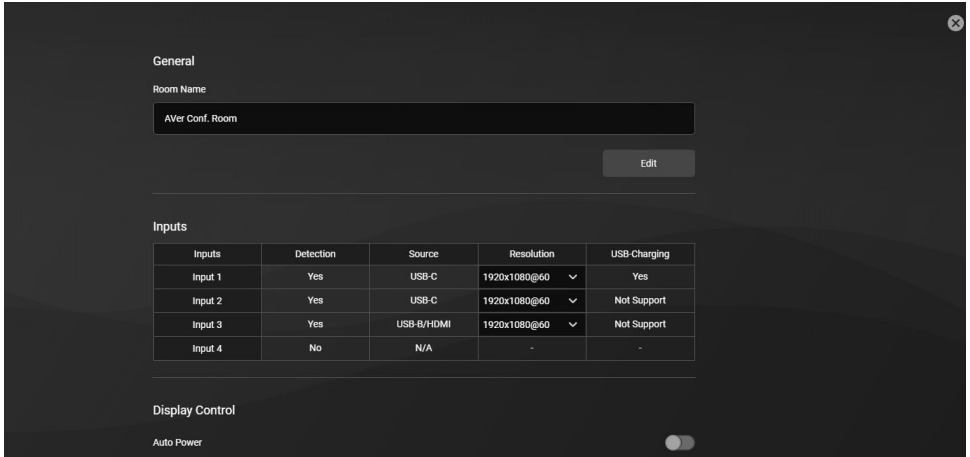 General
Room Name
AVer Conf. Room
Edit
Inputs
Inputs Detection Source Resolution USB-Charging
Input 1 Yes USB-C 1920x1080@60 Yes
Input 2 Yes USB-C 1920x1080@60 Not Support
Input 3 Yes USB-B/HDMI 1920x1080@60 Not Support
Input 4 No N/A - -
Display Control
Auto Power